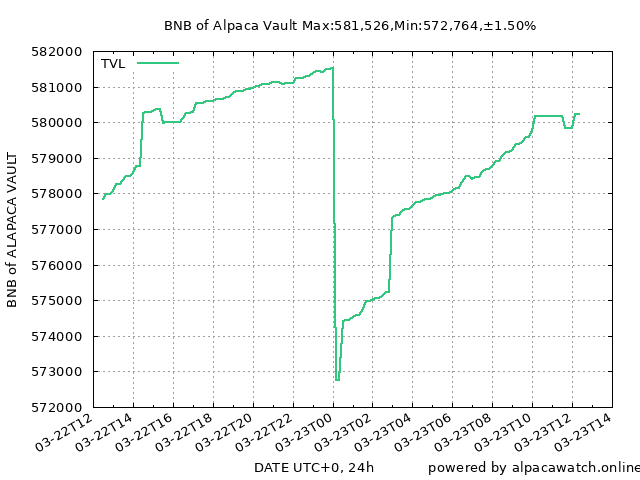 BNB of Alpaca Vault Max:581,526,Min:572,764,±1.50%
TVL
BNB of ALAPACA VAULT
582000
581000
580000
579000
578000
577000
576000
575000
574000
573000
572000
03-22T12
03-22T14
03-22T16
03-22T18
03-22T20
03-22T22
03-23T00
03-23T02
03-23T04
03-23T06
03-23T08
03-23T10
03-23T12
03-23T14
DATE UTC+0, 24h
powered by alpacawatch.online